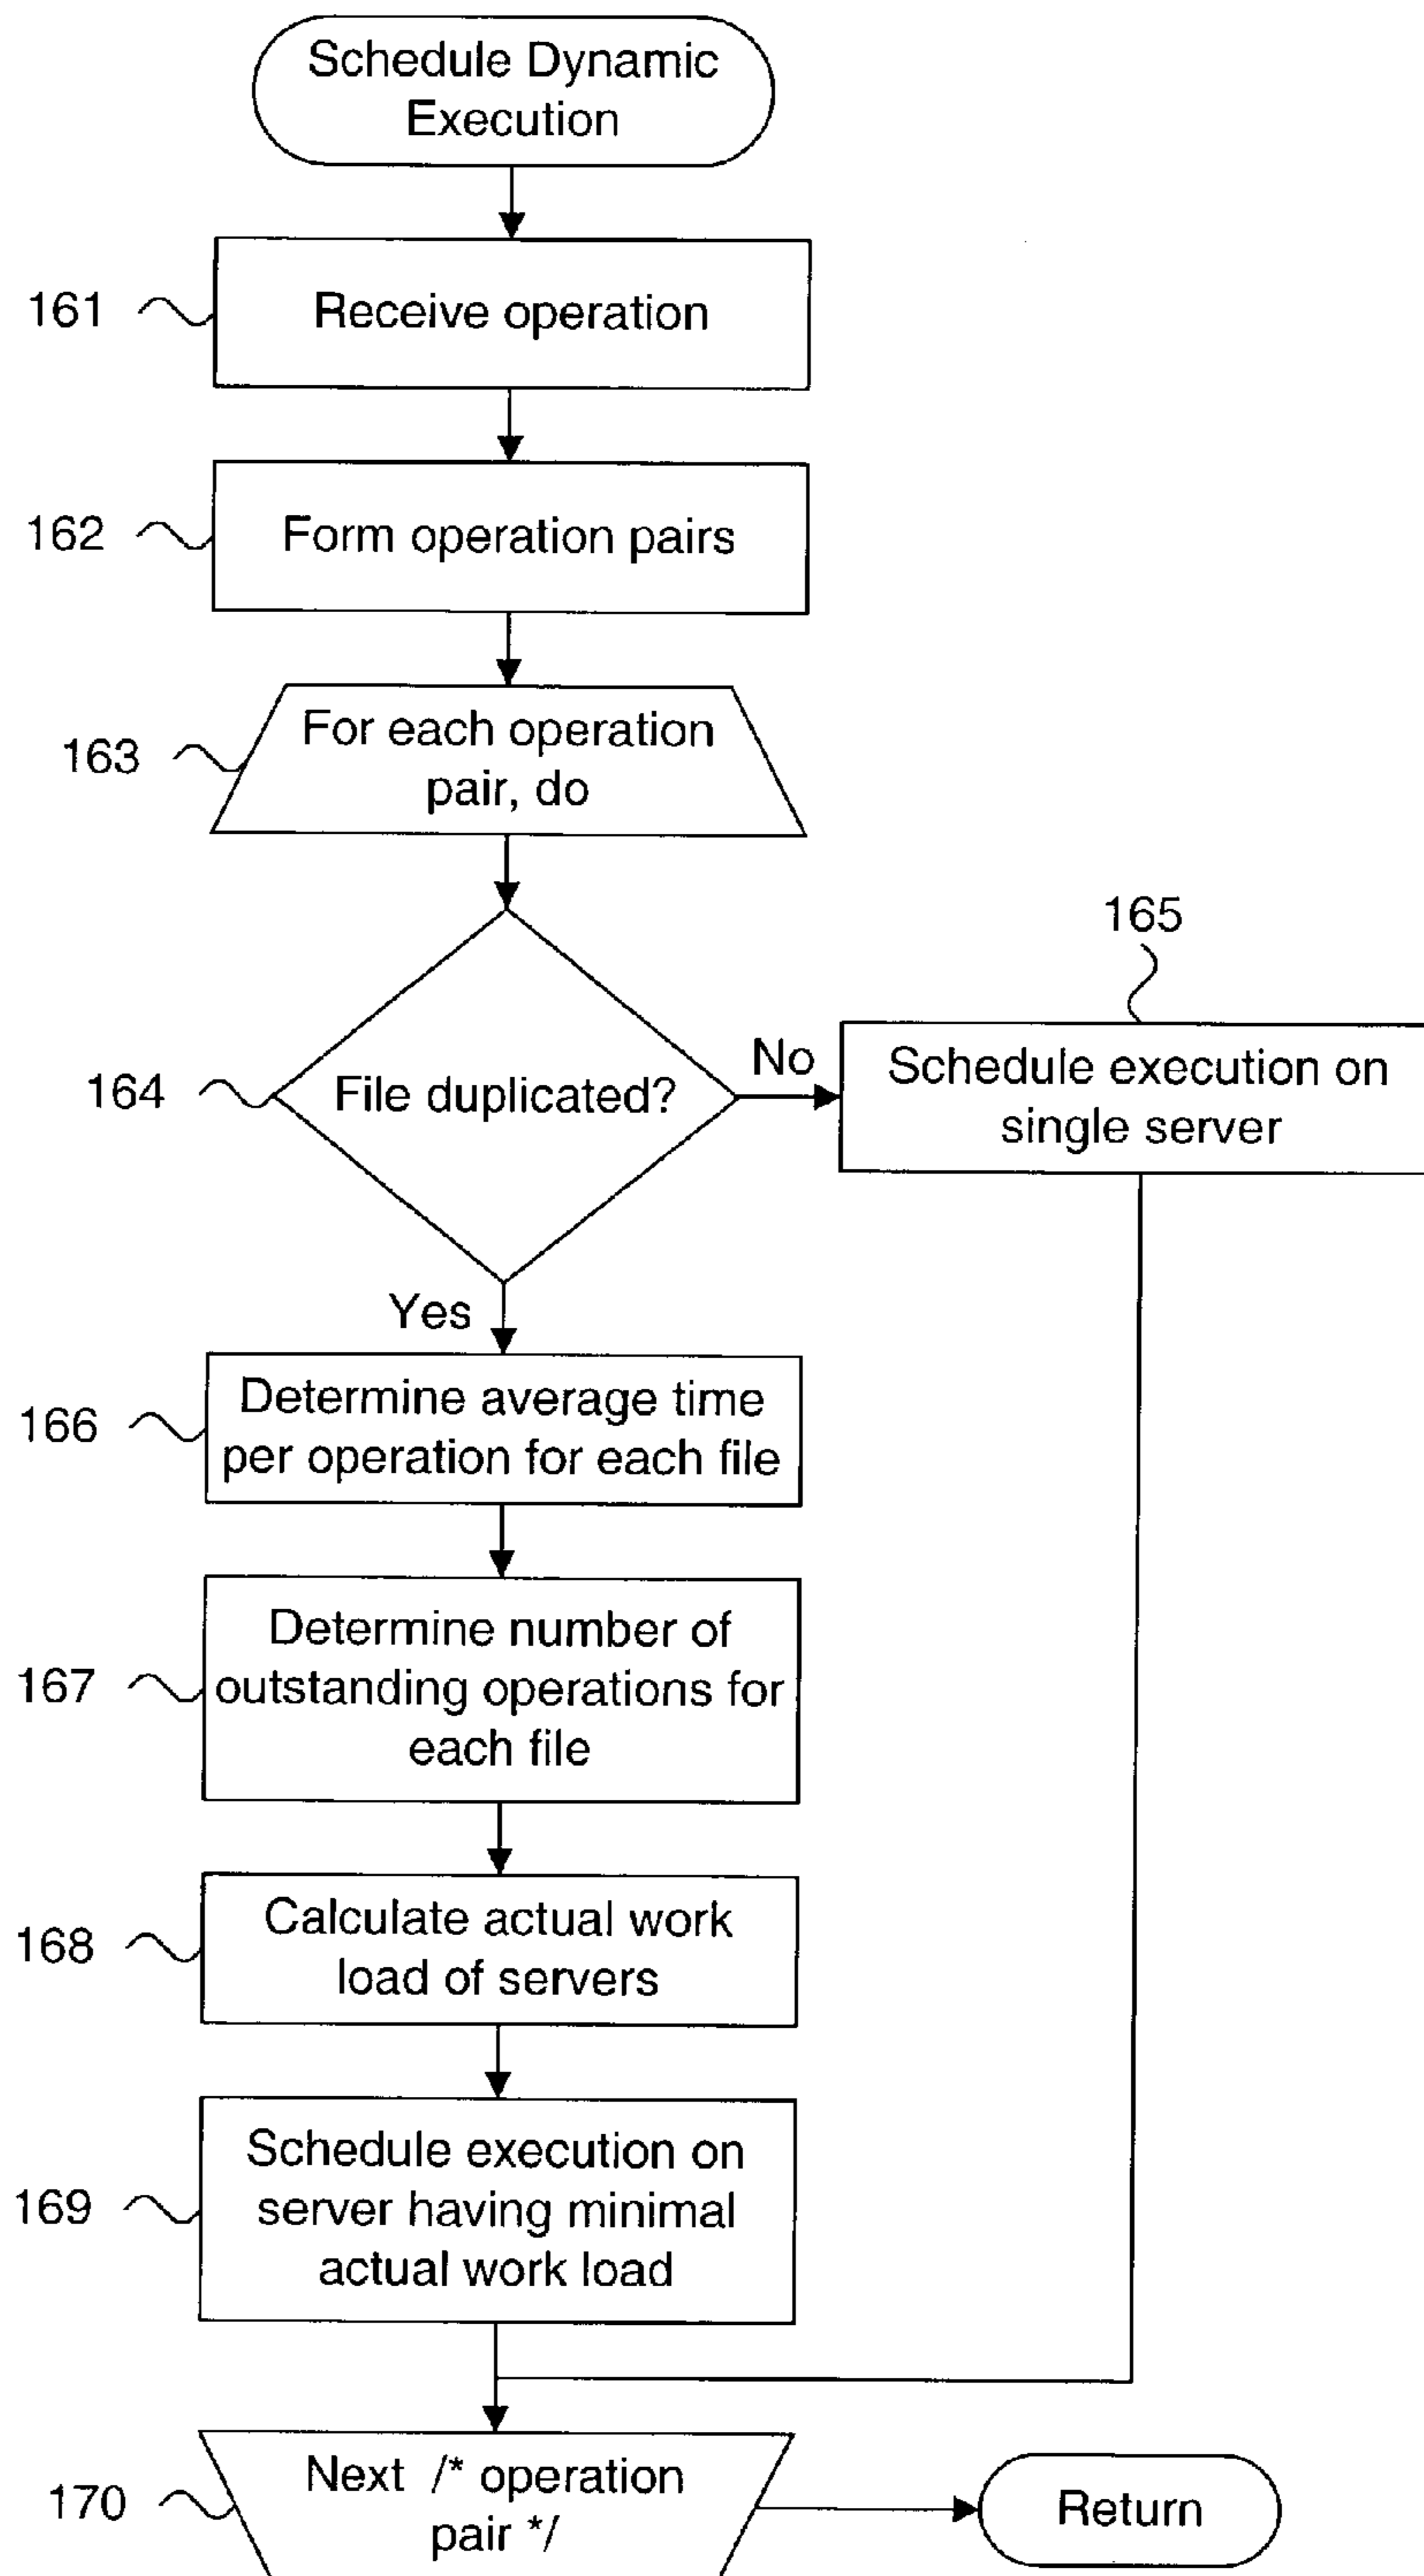 Schedule Dynamic
Execution
161
Receive operation
162
Form operation pairs
163
For each operation
pair, do
164
File duplicated?
No
165
Schedule execution on
single server
Yes
166
Determine average time
per operation for each file
167
Determine number of
outstanding operations for
each file
168
Calculate actual work
load of servers
169
Schedule execution on
server having minimal
actual work load
170
Next /* operation
pair */
Return